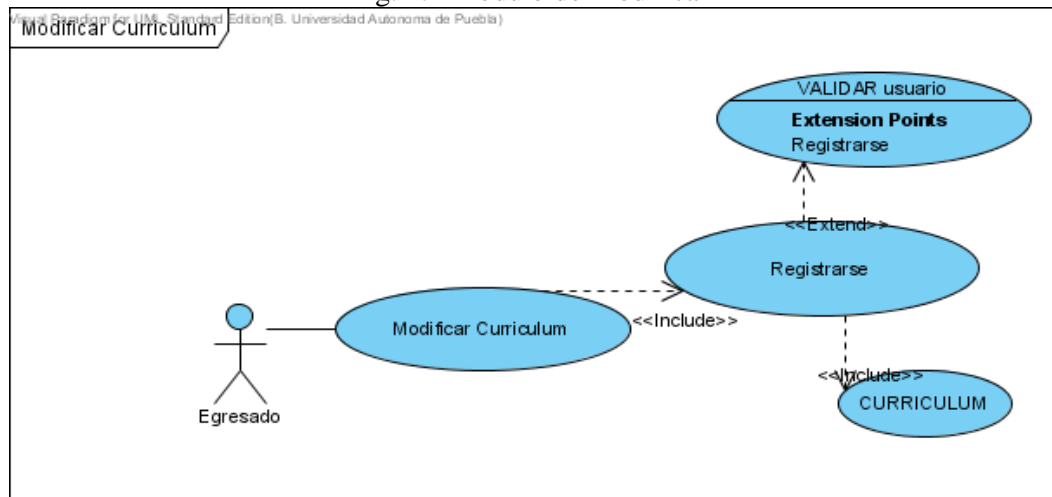 Visual Paradigm for UML Standard Edition(B. Universidad Autonoma de Puebla)
Modificar Curriculum
VALIDAR usuario
Extension Points
Registrarse
<<Extend>>
Registrarse
Modificar Curriculum
<<Include>>
<<Include>>
CURRICULUM
Egresado